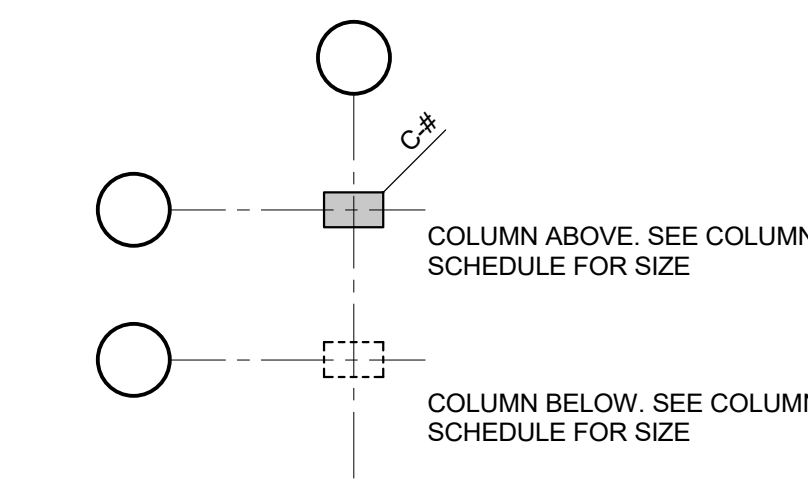 C-#
COLUMN ABOVE. SEE COLUMN
SCHEDULE FOR SIZE
COLUMN BELOW. SEE COLUMN
SCHEDULE FOR SIZE